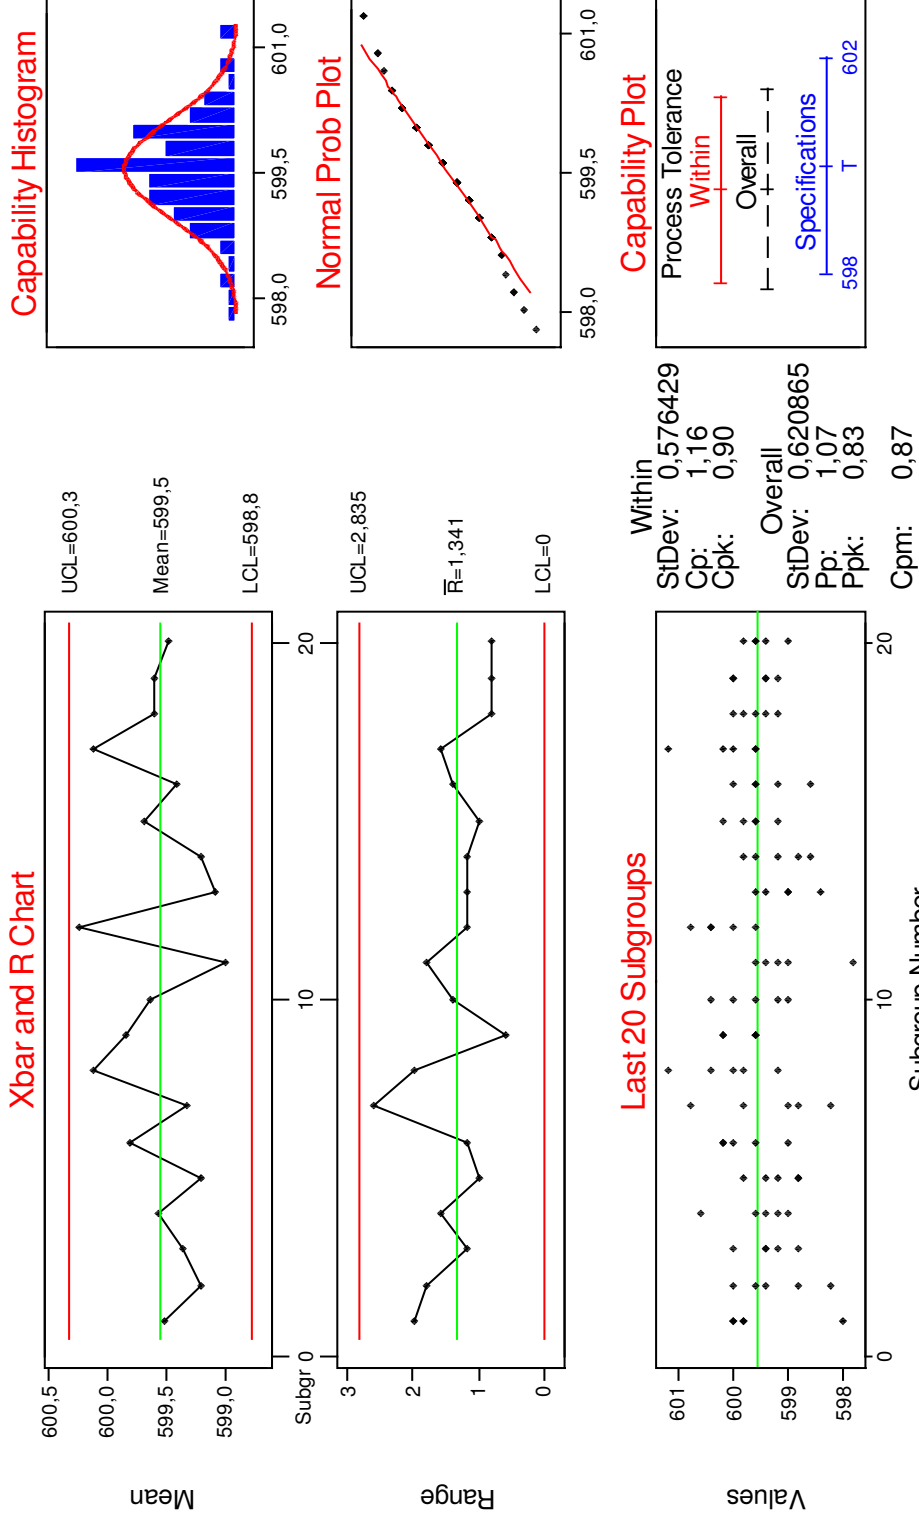 Xbar and R Chart
Mean
600,5
600,0
599,5
599,0
UCL=600,3
Mean=599,5
LCL=598,8
Subgr
0
10
20
Range
3
2
1
0
UCL=2,835
R=1,341
LCL=0
Last 20 Subgroups
Values
601
600
599
598
0
10
20
Subgroup Number
Capability Histogram
598,0
599,5
601,0
Normal Prob Plot
598,0
599,5
601,0
Within
StDev: 0,576429
Cp: 1,16
Cpk: 0,90
Overall
StDev: 0,620865
Pp: 1,07
Ppk: 0,83
Cpm: 0,87
Capability Plot
Process Tolerance
Within
Overall
Specifications
598
T
602